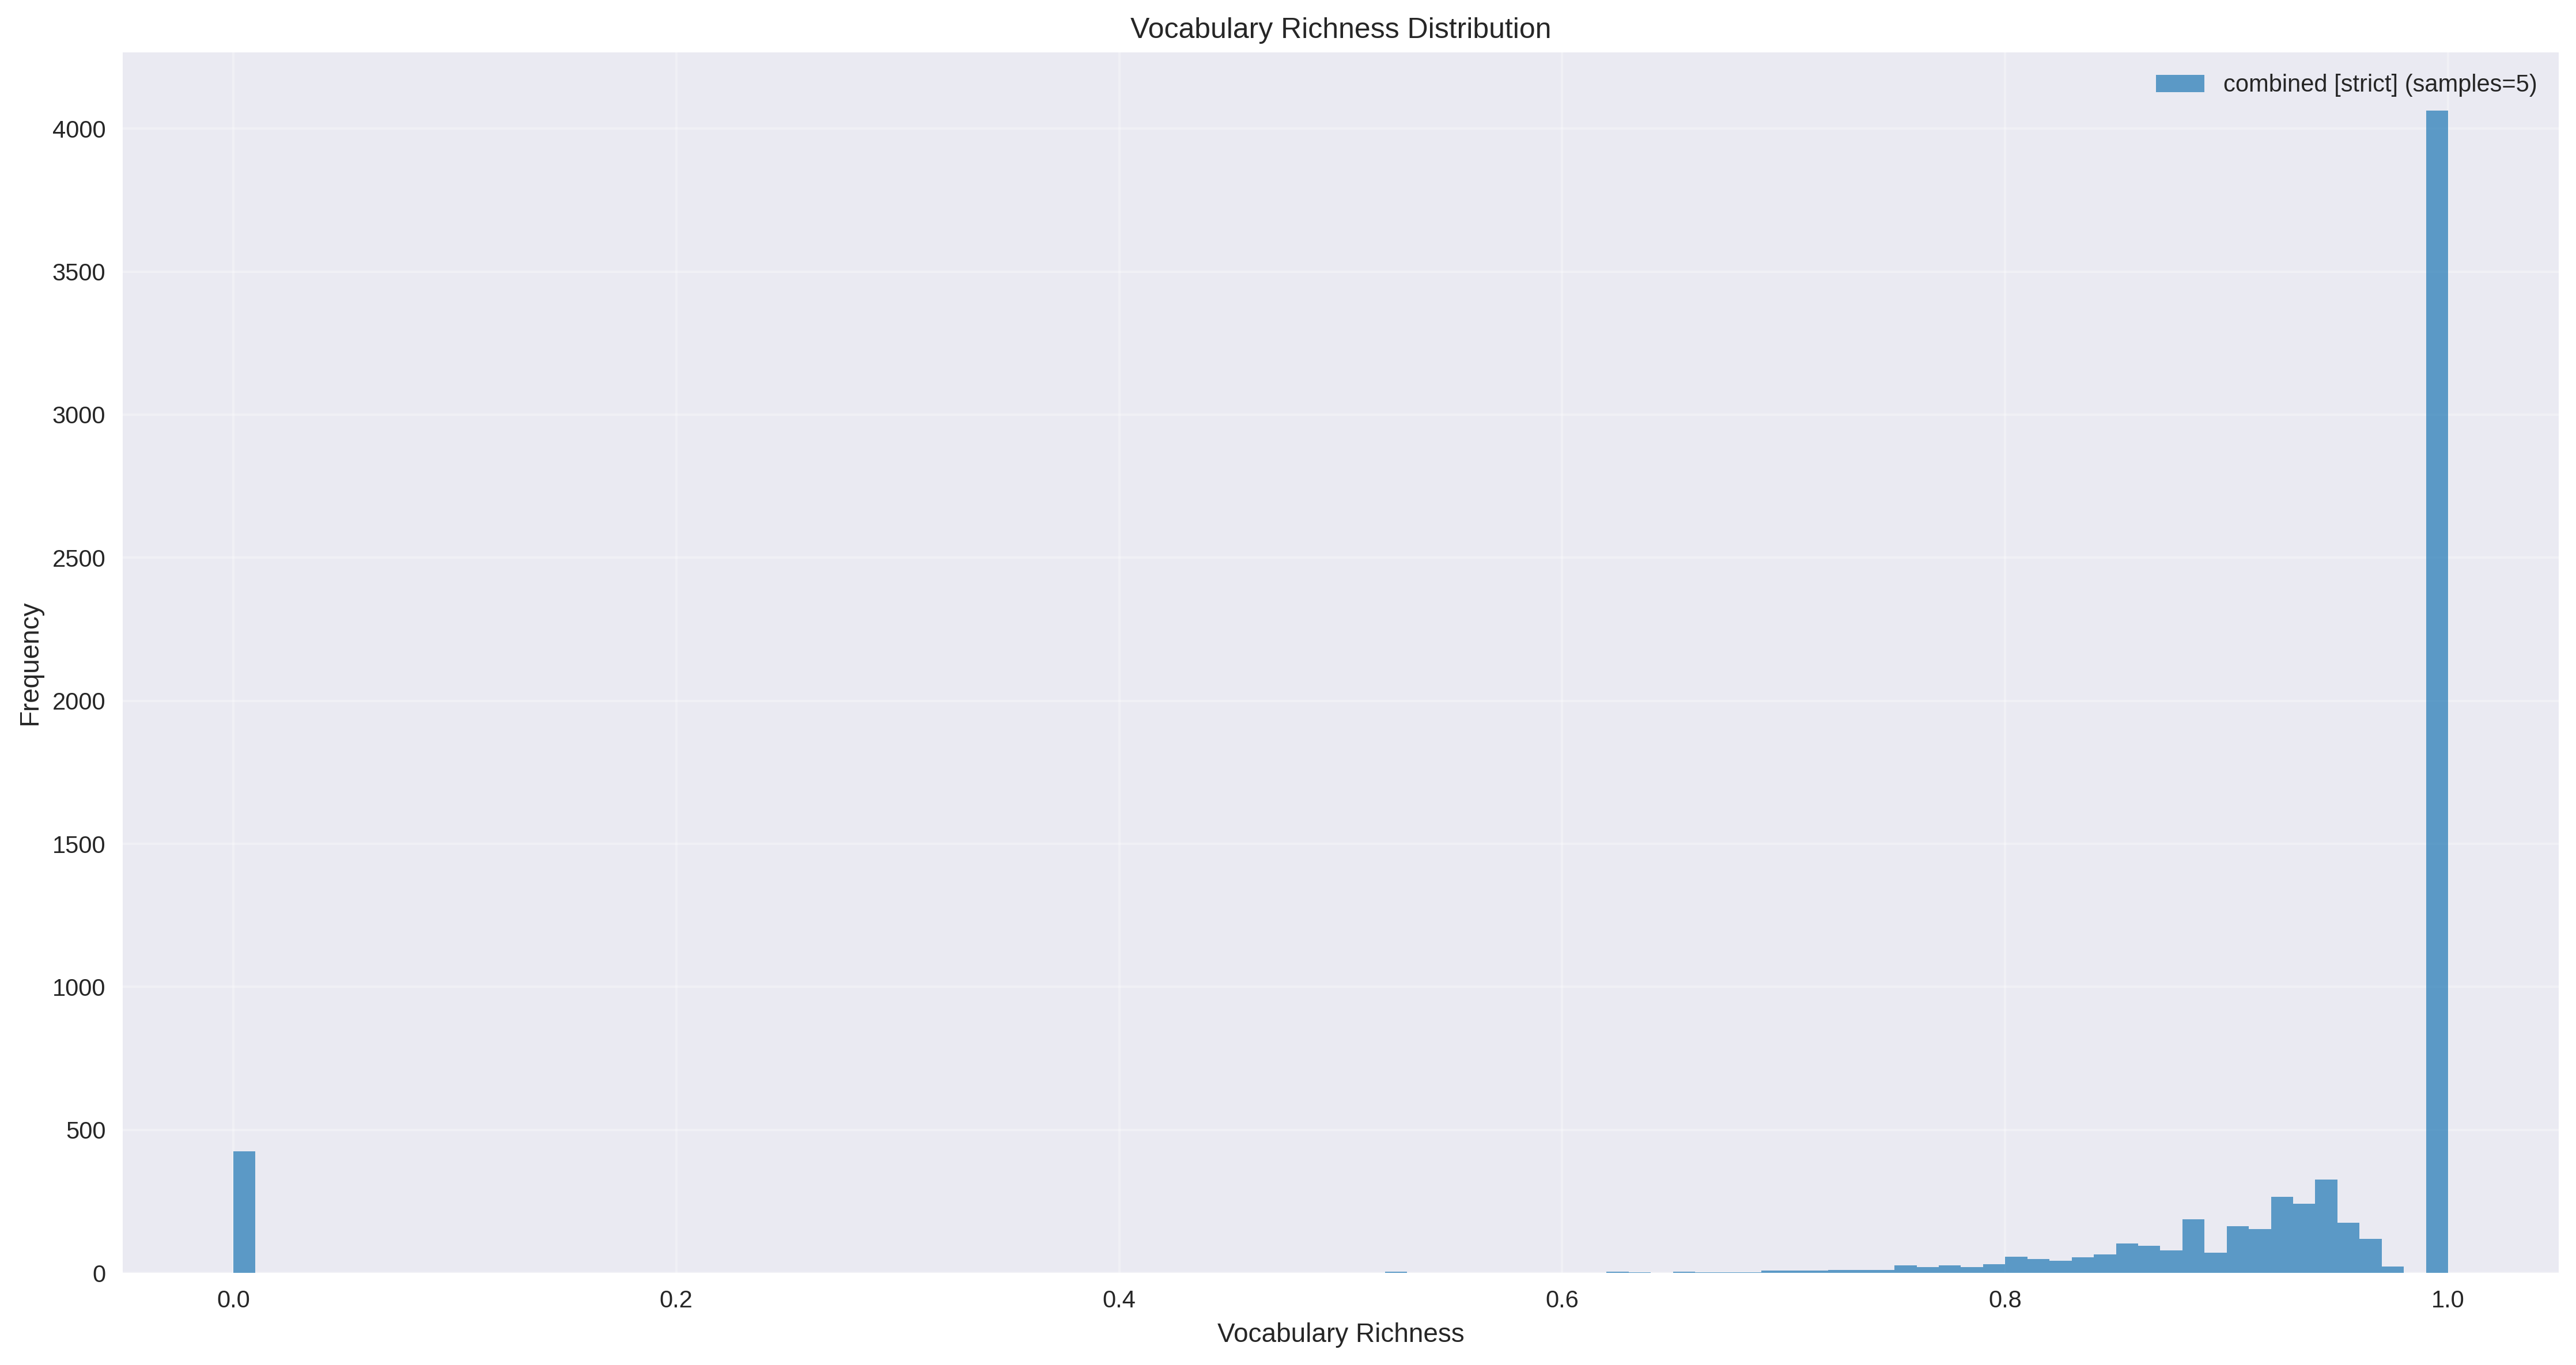 Vocabulary Richness Distribution
combined [strict] (samples=5)
4000
3500
3000
2500
2000
1500
1000
500
0
Frequency
0.0 0.2 0.4 0.6 0.8 1.0
Vocabulary Richness